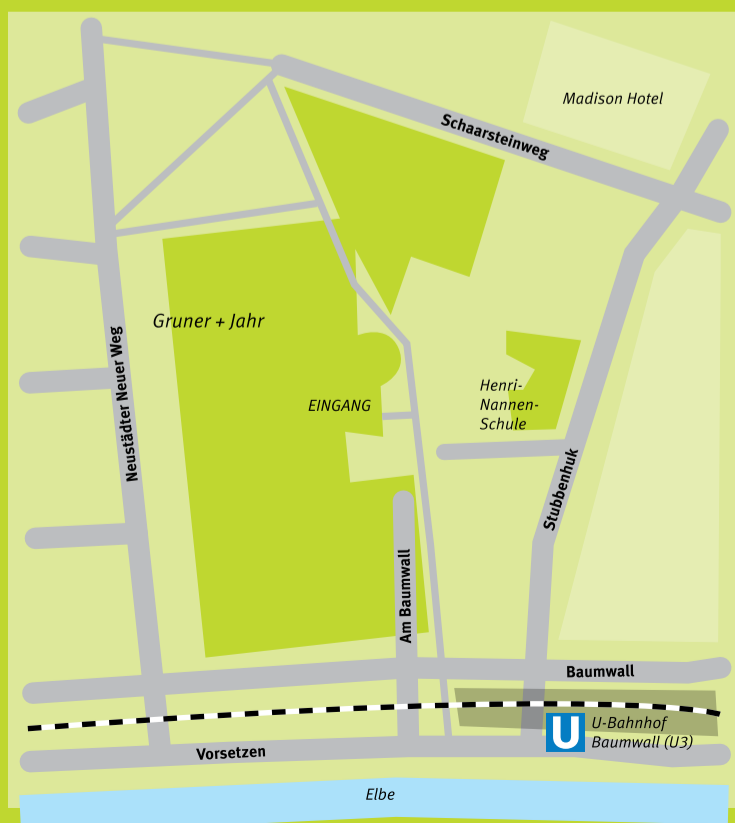 Madison Hotel
Schaarsteinweg
Gruner + Jahr
Neustädter Neuer Weg
EINGANG
Henri-
Nannen-
Schule
Stubbenhuk
Am Baumwall
Baumwall
U
U-Bahnhof
Baumwall (U3)
Vorsetzen
Elbe